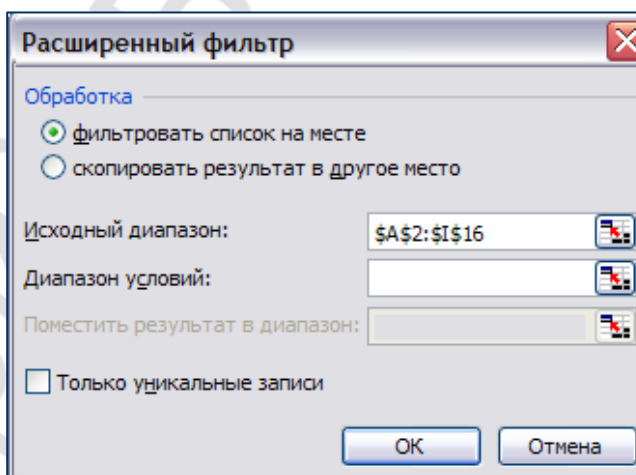 Расширенный фильтр
Обработка
фильтровать список на месте
скопировать результат в другое место
Исходный диапазон: $A$2:$I$16
Диапазон условий:
Поместить результат в диапазон:
Только уникальные записи
ОК Отмена